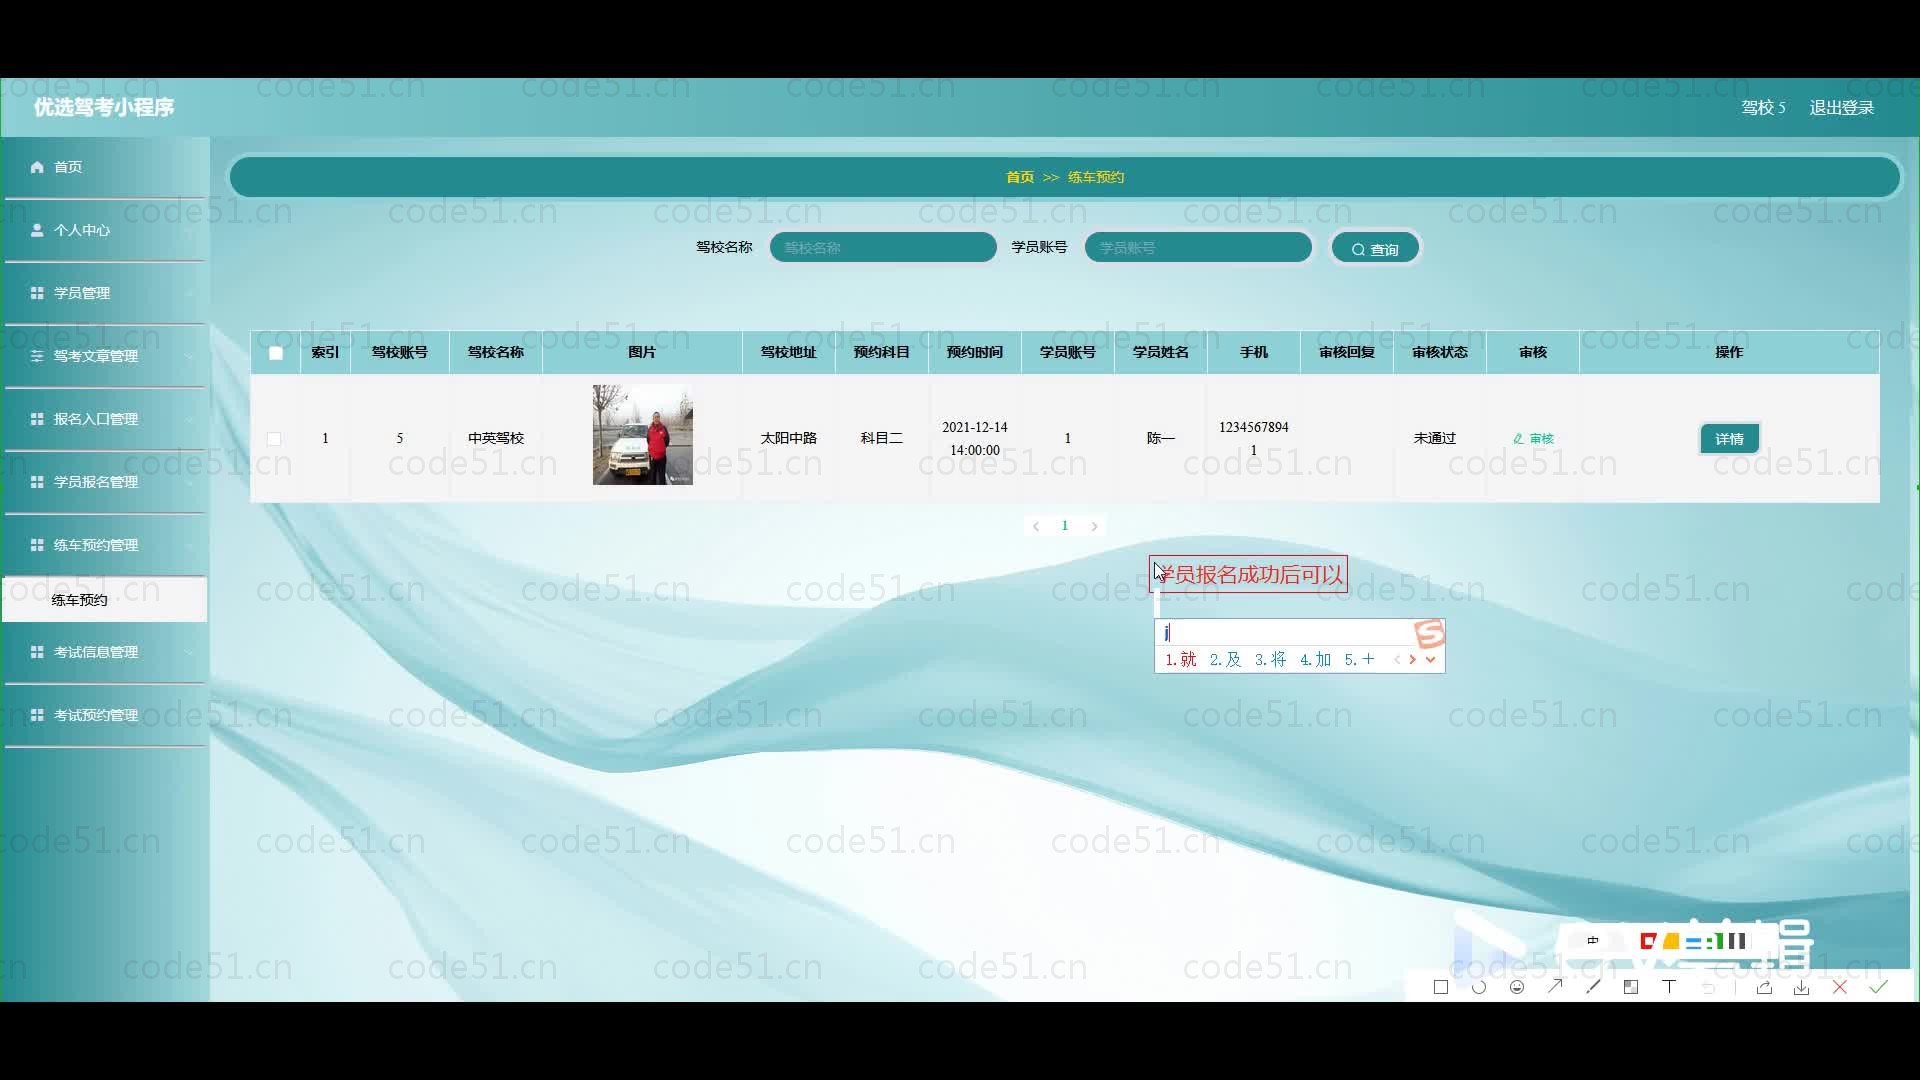 优选驾考小程序
驾校 5 退出登录
首页
个人中心
学员管理
驾考文章管理
报名入口管理
学员报名管理
练车预约管理
练车预约
考试信息管理
考试预约管理
首页 >> 练车预约
驾校名称 驾校名称 学员账号 学员账号 查询
索引 驾校账号 驾校名称 图片 驾校地址 预约科目 预约时间 学员账号 学员姓名 手机 审核回复 审核状态 审核 操作
1 5 中英驾校 太阳中路 科目二 2021-12-14 14:00:00 1 陈一 1234567894 1 未通过 审核 详情
1
学员报名成功后可以
j
1.就 2.及 3.将 4.加 5.十
中
code51.cn